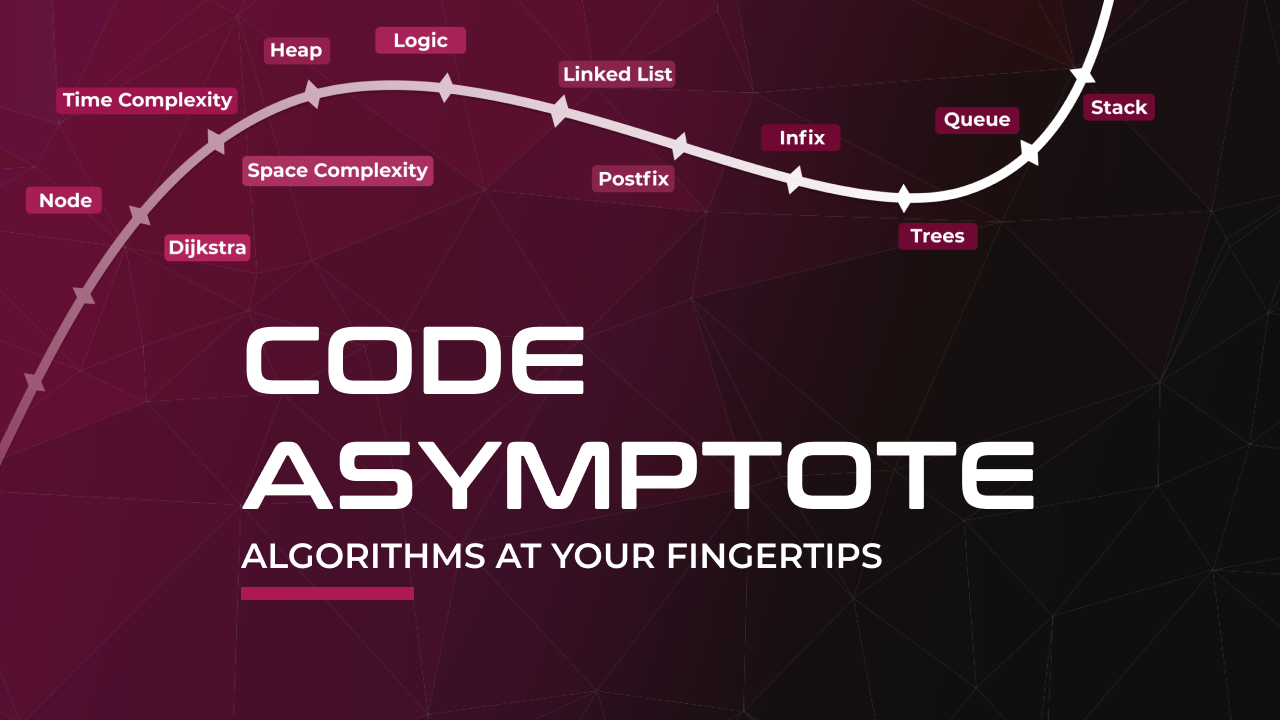 Heap
Logic
Linked List
Time Complexity
Stack
Queue
Infix
Space Complexity
Postfix
Node
Trees
Dijkstra
CODE
ASYMPTOTE
ALGORITHMS AT YOUR FINGERTIPS